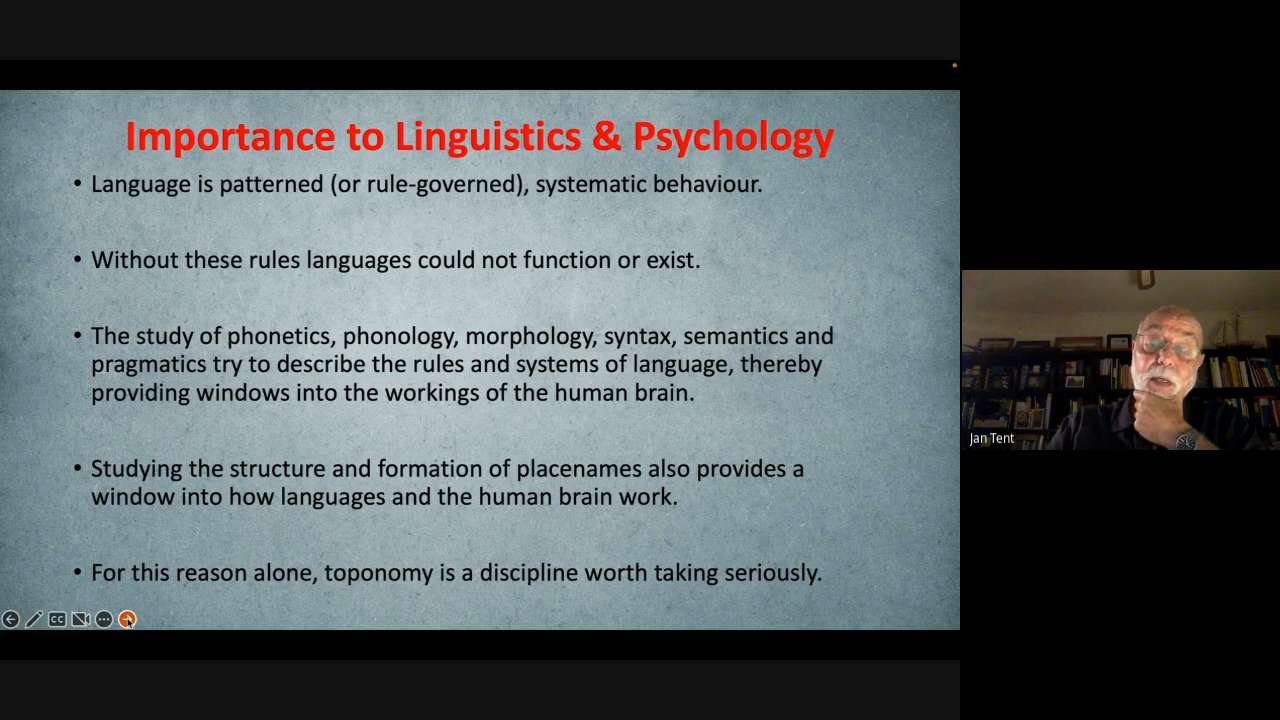 Importance to Linguistics & Psychology
• Language is patterned (or rule-governed), systematic behaviour.
• Without these rules languages could not function or exist.
• The study of phonetics, phonology, morphology, syntax, semantics and
pragmatics try to describe the rules and systems of language, thereby
providing windows into the workings of the human brain.
• Studying the structure and formation of placenames also provides a
window into how languages and the human brain work.
• For this reason alone, toponomy is a discipline worth taking seriously.
CC
Jan Tent